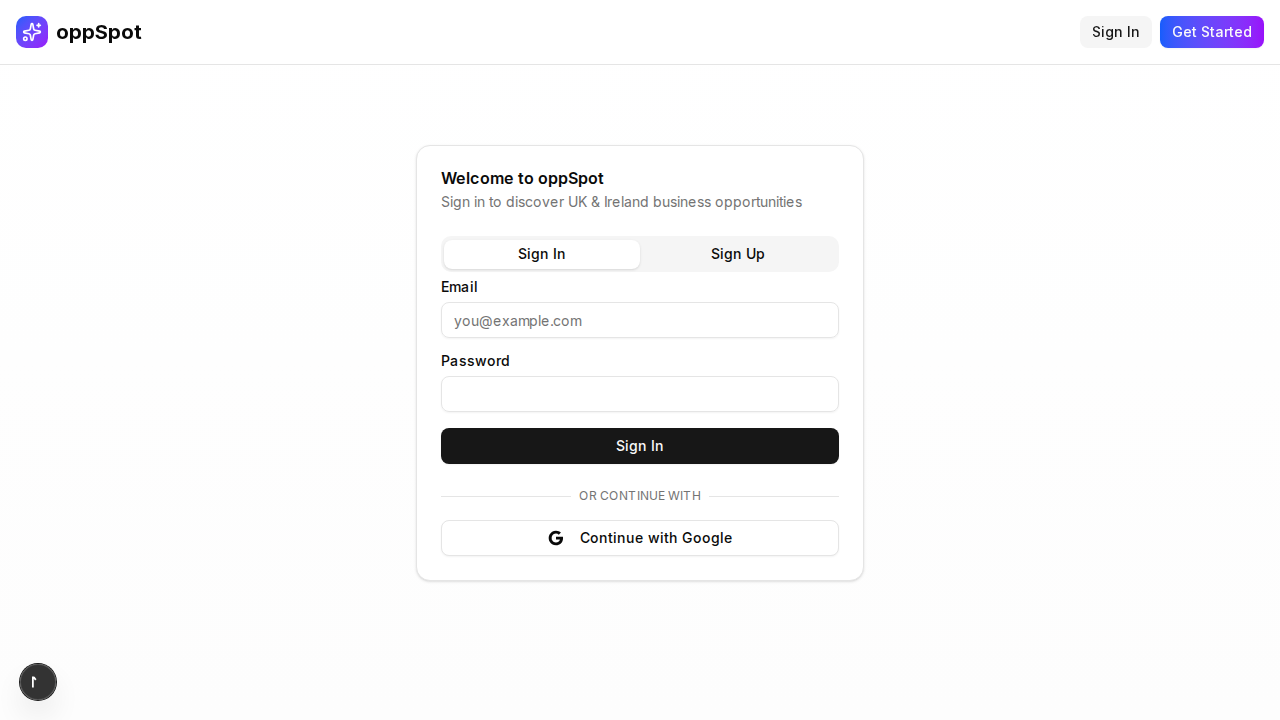 oppSpot
Sign In
Get Started
Welcome to oppSpot
Sign in to discover UK & Ireland business opportunities
Sign In
Sign Up
Email
you@example.com
Password
Sign In
OR CONTINUE WITH
Continue with Google